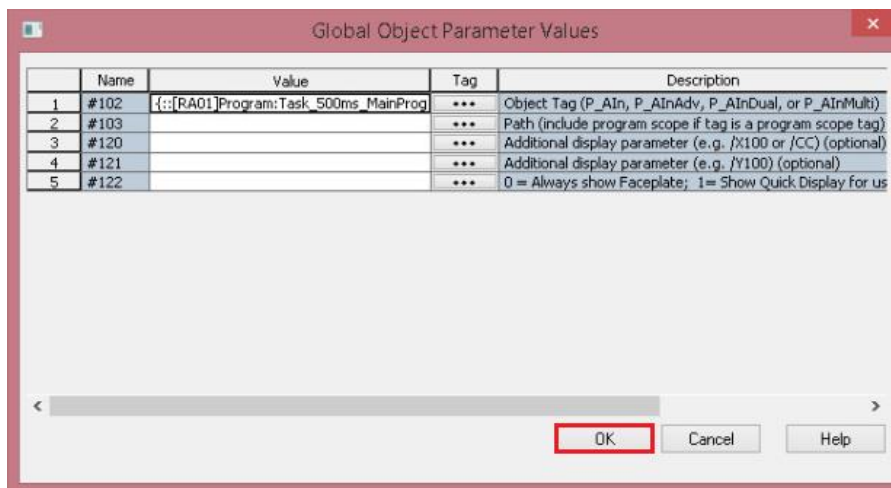 Global Object Parameter Values
Name Value Tag Description
1 #102 {::[RA01]Program:Task_500ms_MainProg ••• Object Tag (P_AIn, P_AInAdv, P_AInDual, or P_AInMulti)
2 #103 ••• Path (include program scope if tag is a program scope tag)
3 #120 ••• Additional display parameter (e.g. /X100 or /CC) (optional)
4 #121 ••• Additional display parameter (e.g. /Y100) (optional)
5 #122 ••• 0 = Always show Faceplate; 1= Show Quick Display for us
OK Cancel Help